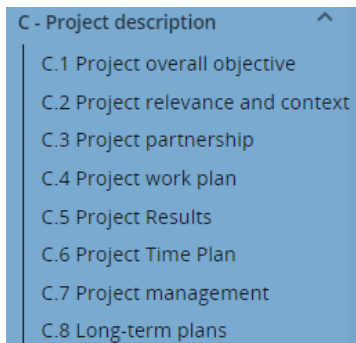 C - Project description
C.1 Project overall objective
C.2 Project relevance and context
C.3 Project partnership
C.4 Project work plan
C.5 Project Results
C.6 Project Time Plan
C.7 Project management
C.8 Long-term plans